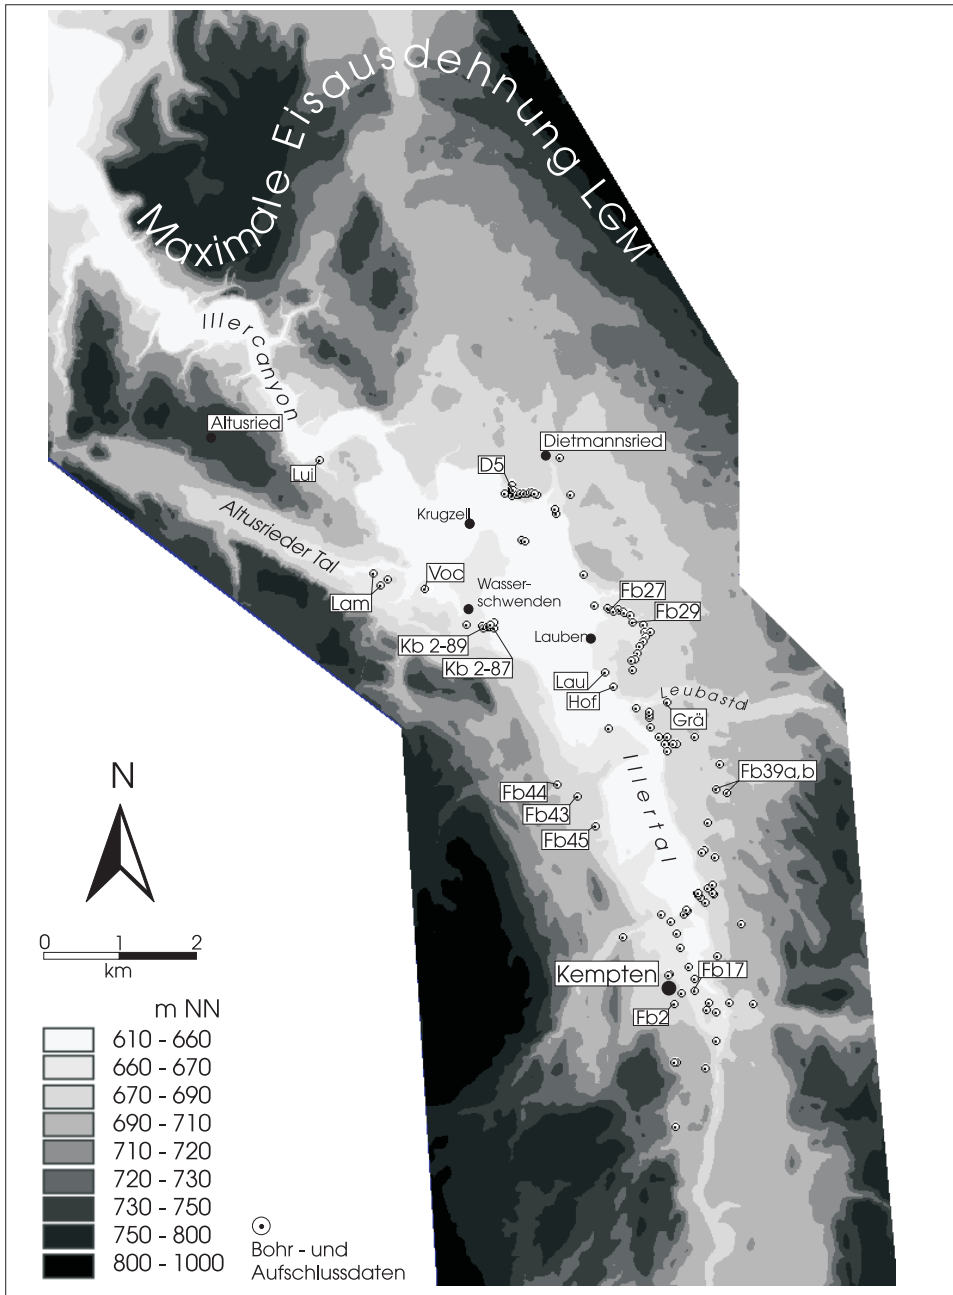 Maximale Eisausdehnung LGM
Illercanyon
Altusried
Dietmannsried
Lui
D5
Krugzell
Altusrieder Tal
Voc
Lam
Wasser-
schwenden
Fb27
Fb29
Kb 2-89
Lauben
Kb 2-87
Lau
Hof
Leubastal
Grä
Illertal
N
Fb39a,b
Fb44
Fb43
Fb45
0 1 2
km
Kempten
Fb17
Fb2
m NN
610 - 660
660 - 670
670 - 690
690 - 710
710 - 720
720 - 730
730 - 750
750 - 800
800 - 1000
Bohr - und
Aufschlussdaten